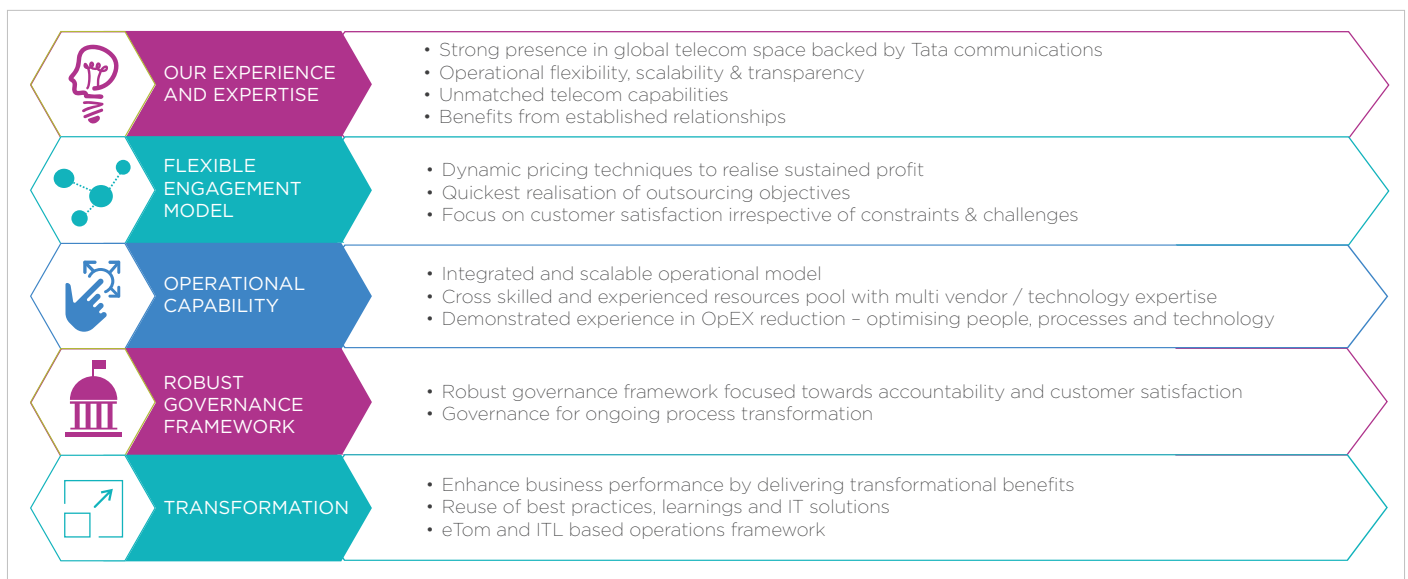 OUR EXPERIENCE
AND EXPERTISE
• Strong presence in global telecom space backed by Tata communications
• Operational flexibility, scalability & transparency
• Unmatched telecom capabilities
• Benefits from established relationships
FLEXIBLE
ENGAGEMENT
MODEL
• Dynamic pricing techniques to realise sustained profit
• Quickest realisation of outsourcing objectives
• Focus on customer satisfaction irrespective of constraints & challenges
OPERATIONAL
CAPABILITY
• Integrated and scalable operational model
• Cross skilled and experienced resources pool with multi vendor / technology expertise
• Demonstrated experience in OpEX reduction – optimising people, processes and technology
ROBUST
GOVERNANCE
FRAMEWORK
• Robust governance framework focused towards accountability and customer satisfaction
• Governance for ongoing process transformation
TRANSFORMATION
• Enhance business performance by delivering transformational benefits
• Reuse of best practices, learnings and IT solutions
• eTom and ITL based operations framework